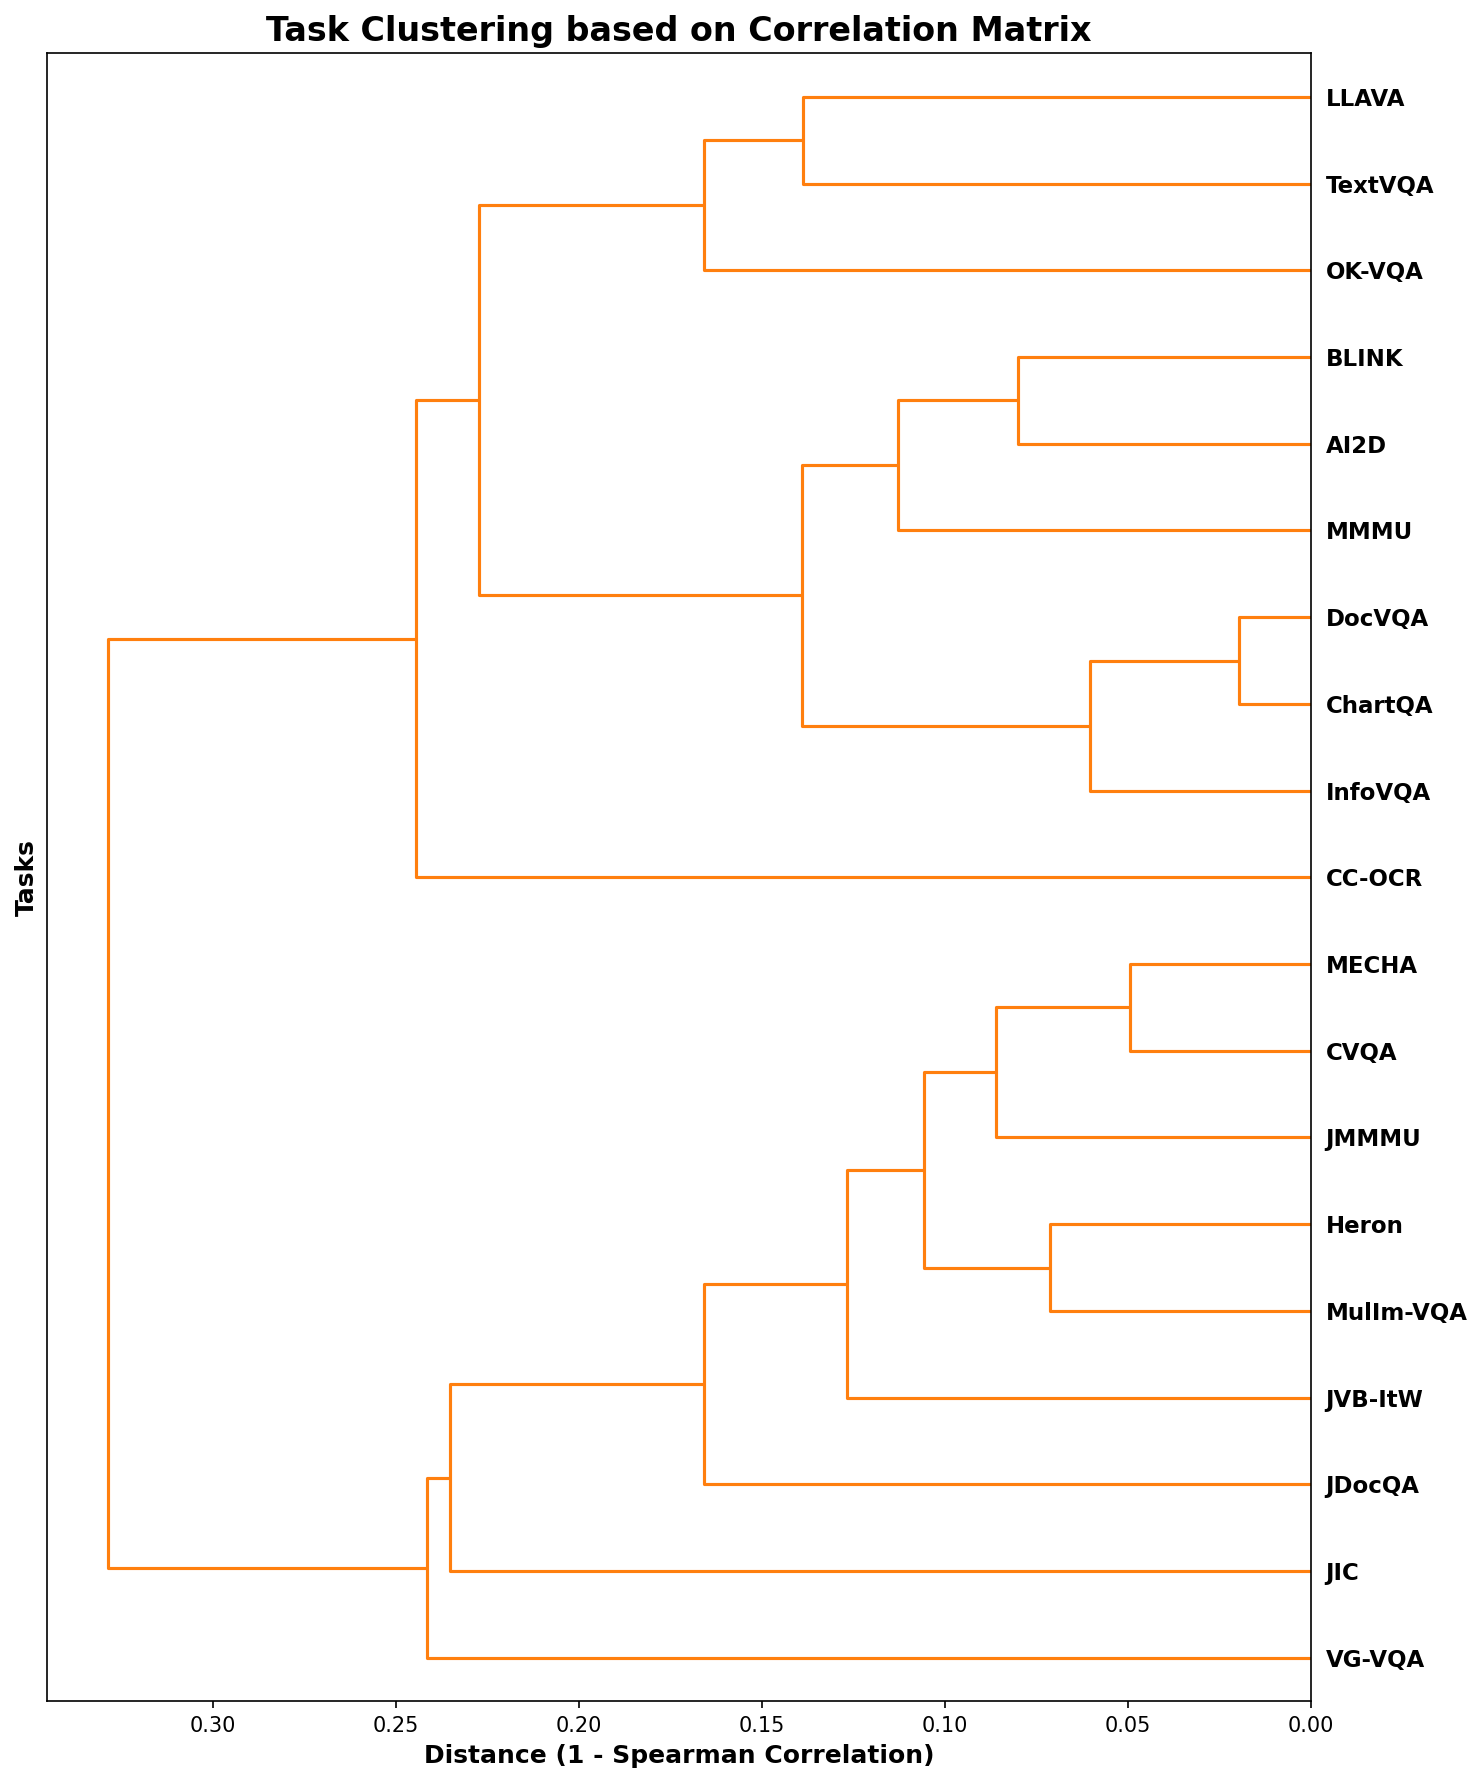 Task Clustering based on Correlation Matrix
LLAVA
TextVQA
OK-VQA
BLINK
AI2D
MMMU
DocVQA
ChartQA
InfoVQA
CC-OCR
MECHA
CVQA
JMMMU
Heron
MulIm-VQA
JVB-ItW
JDocQA
JIC
VG-VQA
Tasks
0.30 0.25 0.20 0.15 0.10 0.05 0.00
Distance (1 - Spearman Correlation)